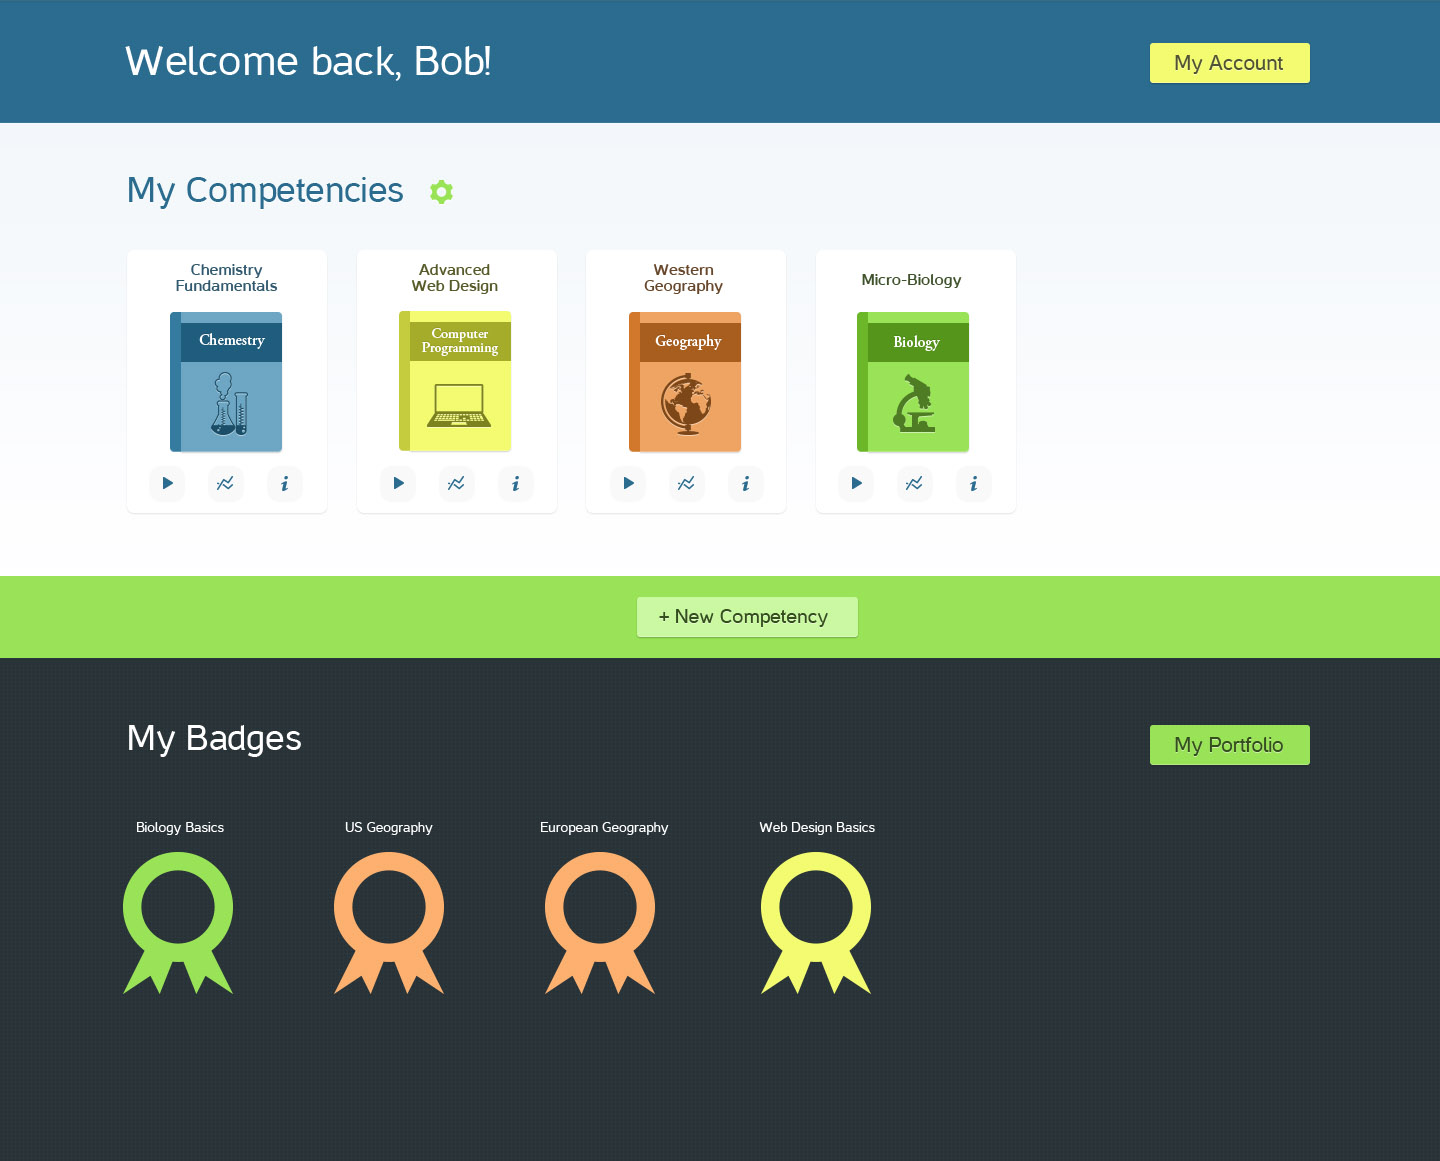 Welcome back, Bob!
My Account
My Competencies
Chemistry
Fundamentals
Chemestry
Advanced
Web Design
Computer
Programming
Western
Geography
Geography
Micro-Biology
Biology
i
i
i
i
+ New Competency
My Badges
My Portfolio
Biology Basics
US Geography
European Geography
Web Design Basics